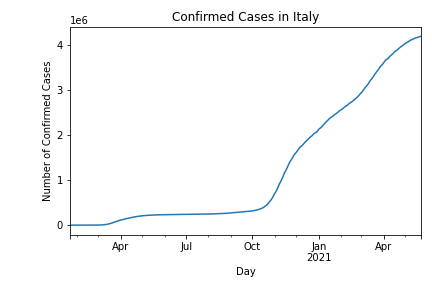 Confirmed Cases in Italy
1e6
4
3
2
1
0
Number of Confirmed Cases
Apr Jul Oct Jan Apr
2021
Day